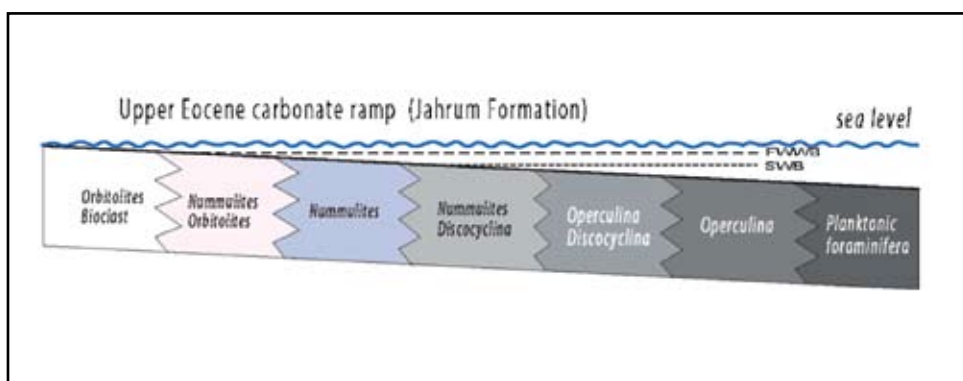 Upper Eocene carbonate ramp (Jahrum Formation)
sea level
FWWB
SWB
Orbitolites
Bioclast
Nummulites
Orbitolites
Nummulites
Nummulites
Discocyclina
Operculina
Discocyclina
Operculina
Planktonic
foraminifera